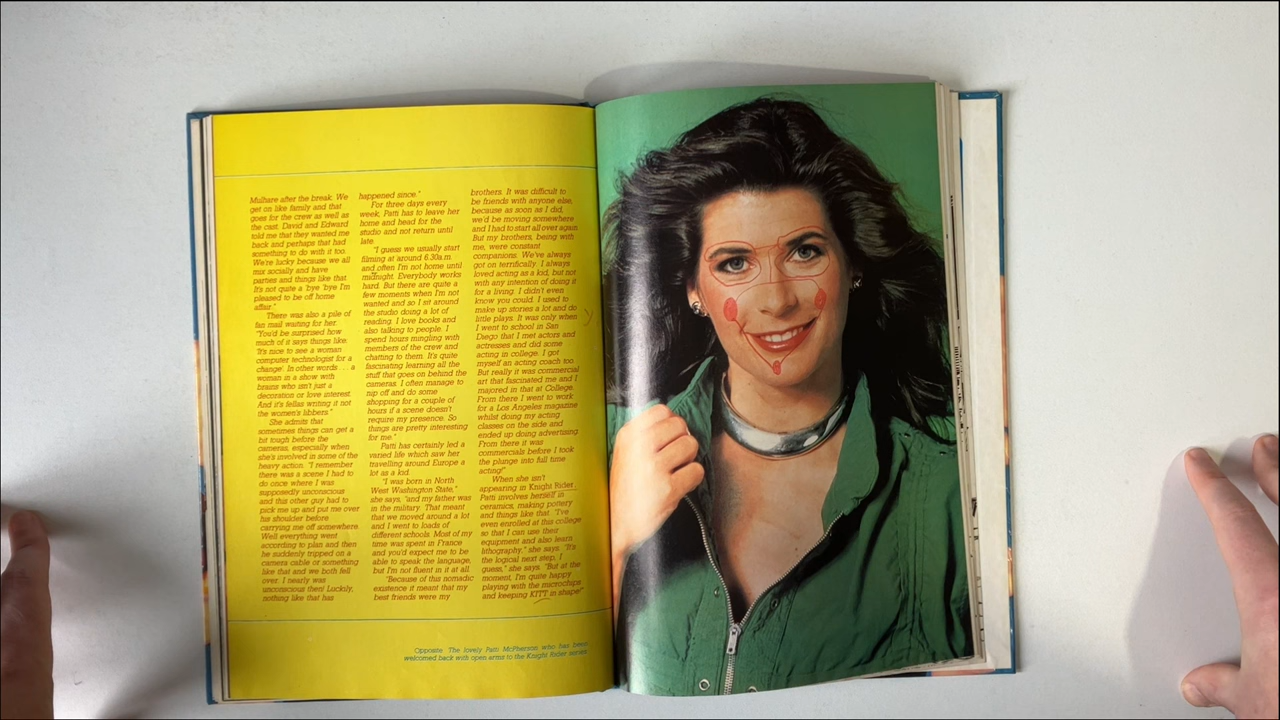 Mulhare after the break. We
get on like family and that
goes for the crew as well as
the cast. David and Edward
told me that they wanted me
back and perhaps that had
something to do with it too.
We're lucky because we all
mix socially and have
parties and things like that.
It's not quite a 'bye 'bye I'm
pleased to be off home
affair."
There was also a pile of
fan mail waiting for her.
"You'd be surprised how
much of it says things like:
'It's nice to see a woman
computer technologist for a
change'. In other words . . . a
woman in a show with
brains who isn't just a
decoration or love interest.
And it's fellas writing it not
the women's libbers."
She admits that
sometimes things can get a
bit tough before the
cameras, especially when
she's involved in some of the
heavy action. "I remember
there was a scene I had to
do once where I was
supposedly unconscious
and this other guy had to
pick me up and put me over
his shoulder before
carrying me off somewhere.
Well everything went
according to plan and then
he suddenly tripped on a
camera cable or something
like that and we both fell
over. I nearly was
unconscious then! Luckily,
nothing like that has
happened since."
For three days every
week, Patti has to leave her
home and head for the
studio and not return until
late.
"I guess we usually start
filming at around 6.30a.m.
and often I'm not home until
midnight. Everybody works
hard. But there are quite a
few moments when I'm not
wanted and so I sit around
the studio doing a lot of
reading. I love books and
also talking to people. I
spend hours mingling with
members of the crew and
chatting to them. It's quite
fascinating learning all the
stuff that goes on behind the
cameras. I often manage to
nip off and do some
shopping for a couple of
hours if a scene doesn't
require my presence. So
things are pretty interesting
for me."
Patti has certainly led a
varied life which saw her
travelling around Europe a
lot as a kid.
"I was born in North
West Washington State,"
she says, "and my father was
in the military. That meant
that we moved around a lot
and I went to loads of
different schools. Most of my
time was spent in France
and you'd expect me to be
able to speak the language,
but I'm not fluent in it at all.
"Because of this nomadic
existence it meant that my
best friends were my
brothers. It was difficult to
be friends with anyone else,
because as soon as I did,
we'd be moving somewhere
and I had to start all over again.
But my brothers, being with
me, were constant
companions. We've always
got on terrifically. I always
loved acting as a kid, but not
with any intention of doing it
for a living. I didn't even
know you could. I used to
make up stories a lot and do
little plays. It was only when
I went to school in San
Diego that I met actors and
actresses and did some
acting in college. I got
myself an acting coach too.
But really it was commercial
art that fascinated me and I
majored in that at College.
From there I went to work
for a Los Angeles magazine
whilst doing my acting
classes on the side and
ended up doing advertising.
From there it was
commercials before I took
the plunge into full time
acting!"
When she isn't
appearing in Knight Rider,
Patti involves herself in
ceramics, making pottery
and things like that. "I've
even enrolled at this college
so that I can use their
equipment and also learn
lithography," she says. "It's
the logical next step, I
guess," she says. "But at the
moment, I'm quite happy
playing with the microchips
and keeping KITT in shape!"
Opposite: The lovely Patti McPherson who has been
welcomed back with open arms to the Knight Rider series.